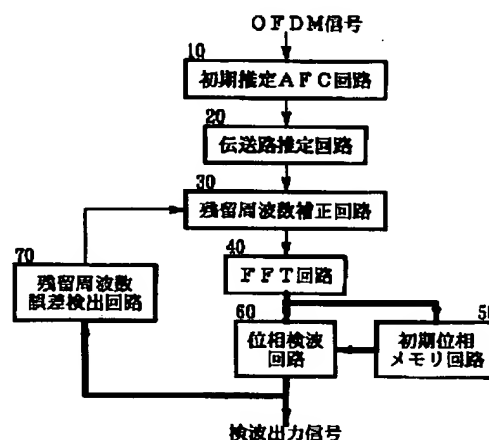 OFDM信号
10
初期推定AFC回路
20
伝送路推定回路
30
残留周波数補正回路
40
FFT回路
70
残留周波数
誤差検出回路
60
位相検波
回路
50
初期位相
メモリ回路
検波出力信号